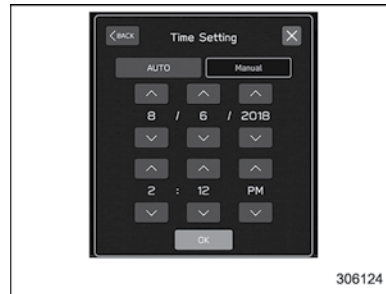 BACK Time Setting
AUTO Manual
8 / 6 / 2018
2 : 12 PM
OK
306124